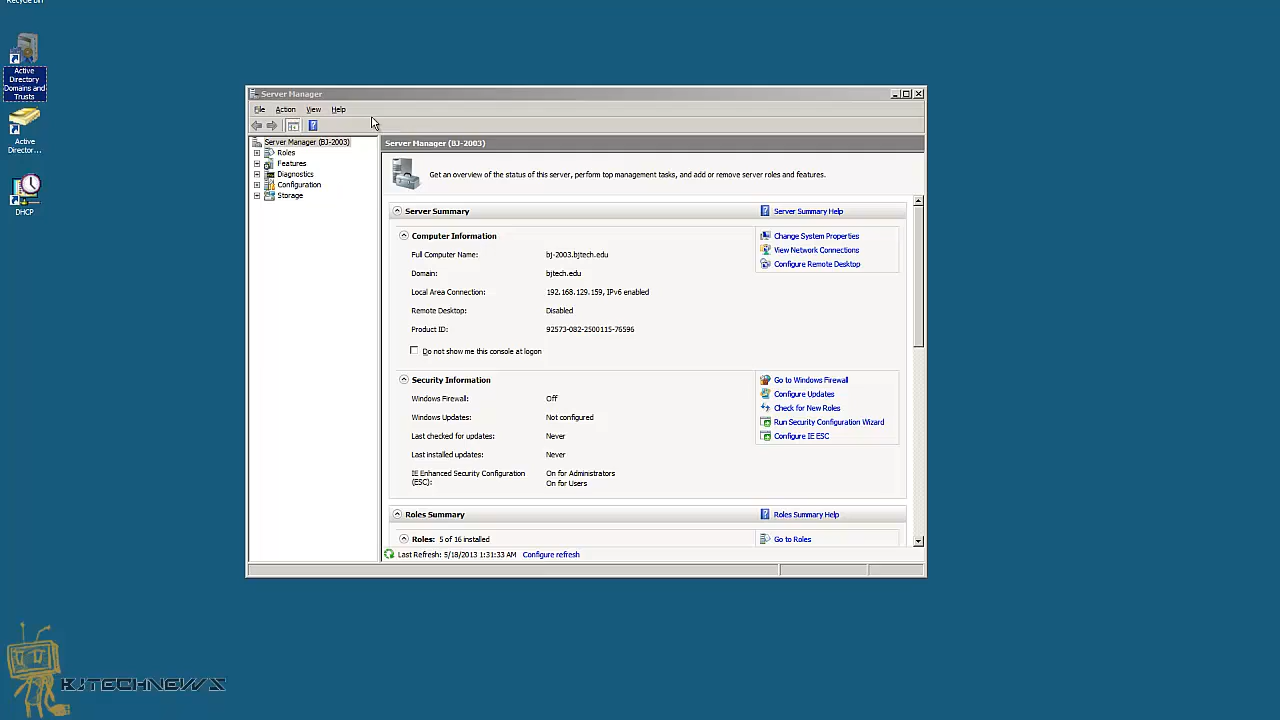 Recycle Bin
Active
Directory
Domains and
Trusts
Active
Director...
DHCP
Server Manager
File Action View Help
Server Manager (BJ-2003)
Roles
Features
Diagnostics
Configuration
Storage
Server Manager (BJ-2003)
Get an overview of the status of this server, perform top management tasks, and add or remove server roles and features.
Server Summary
Server Summary Help
Computer Information
Full Computer Name: bj-2003.bjtech.edu
Domain: bjtech.edu
Local Area Connection: 192.168.129.159, IPv6 enabled
Remote Desktop: Disabled
Product ID: 92573-082-2500115-76596
Do not show me this console at logon
Change System Properties
View Network Connections
Configure Remote Desktop
Security Information
Windows Firewall: Off
Windows Updates: Not configured
Last checked for updates: Never
Last installed updates: Never
IE Enhanced Security Configuration On for Administrators
(ESC): On for Users
Go to Windows Firewall
Configure Updates
Check for New Roles
Run Security Configuration Wizard
Configure IE ESC
Roles Summary
Roles Summary Help
Roles: 5 of 16 installed
Go to Roles
Last Refresh: 5/18/2013 1:31:33 AM Configure refresh
BJTECHNEWS